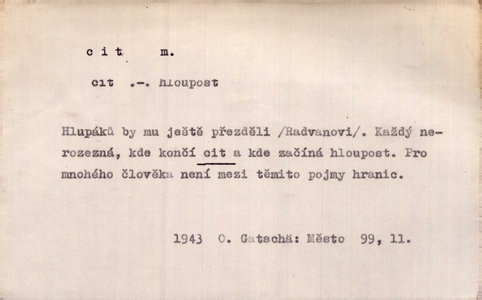 cit m.
cit .-. hloupost
Hlupáků by mu ještě přezděli /Radvanovi/. Každý ne-
rozezná, kde končí cit a kde začíná hloupost. Pro
mnohého člověka není mezi těmito pojmy hranic.
1943 O. Gatschä: Město 99, 11.